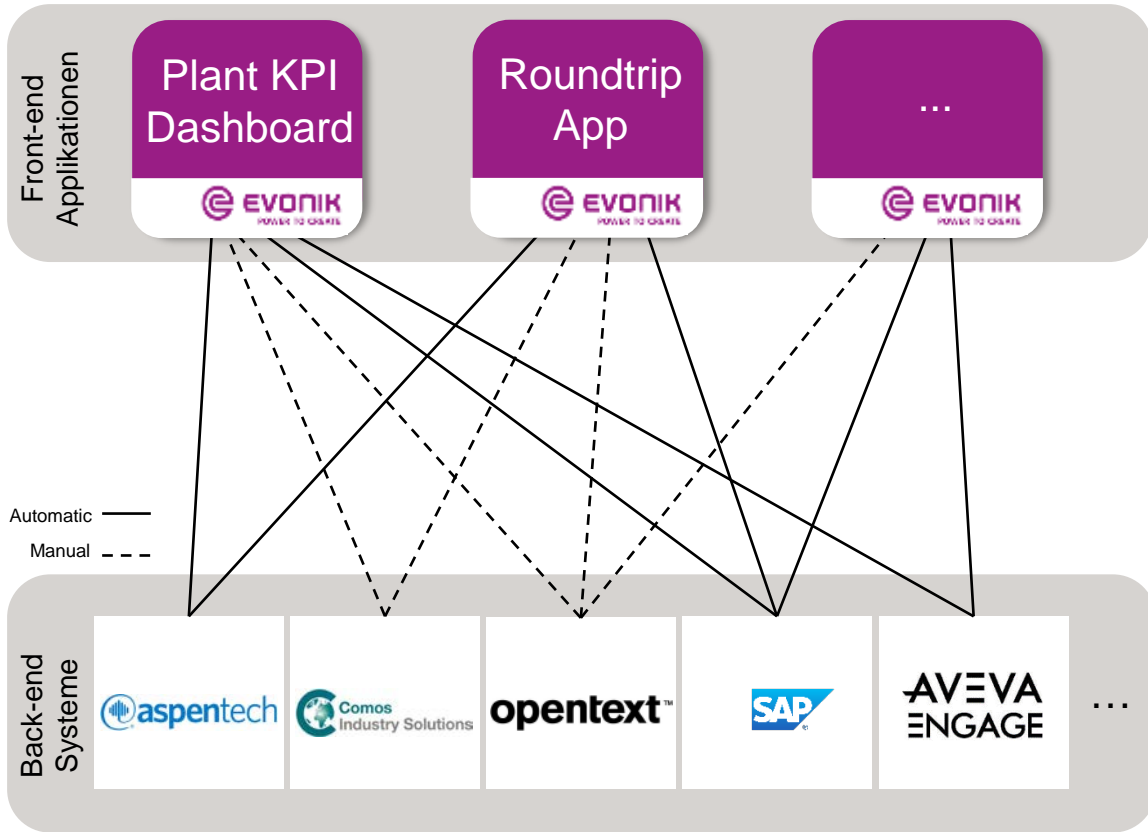 Front-end
Applikationen
Plant KPI
Dashboard
EVONIK
POWER TO CREATE
Roundtrip
App
EVONIK
POWER TO CREATE
...
EVONIK
POWER TO CREATE
Automatic
Manual
Back-end
Systeme
aspentech
Comos
Industry Solutions
opentext™
SAP
AVEVA
ENGAGE
...